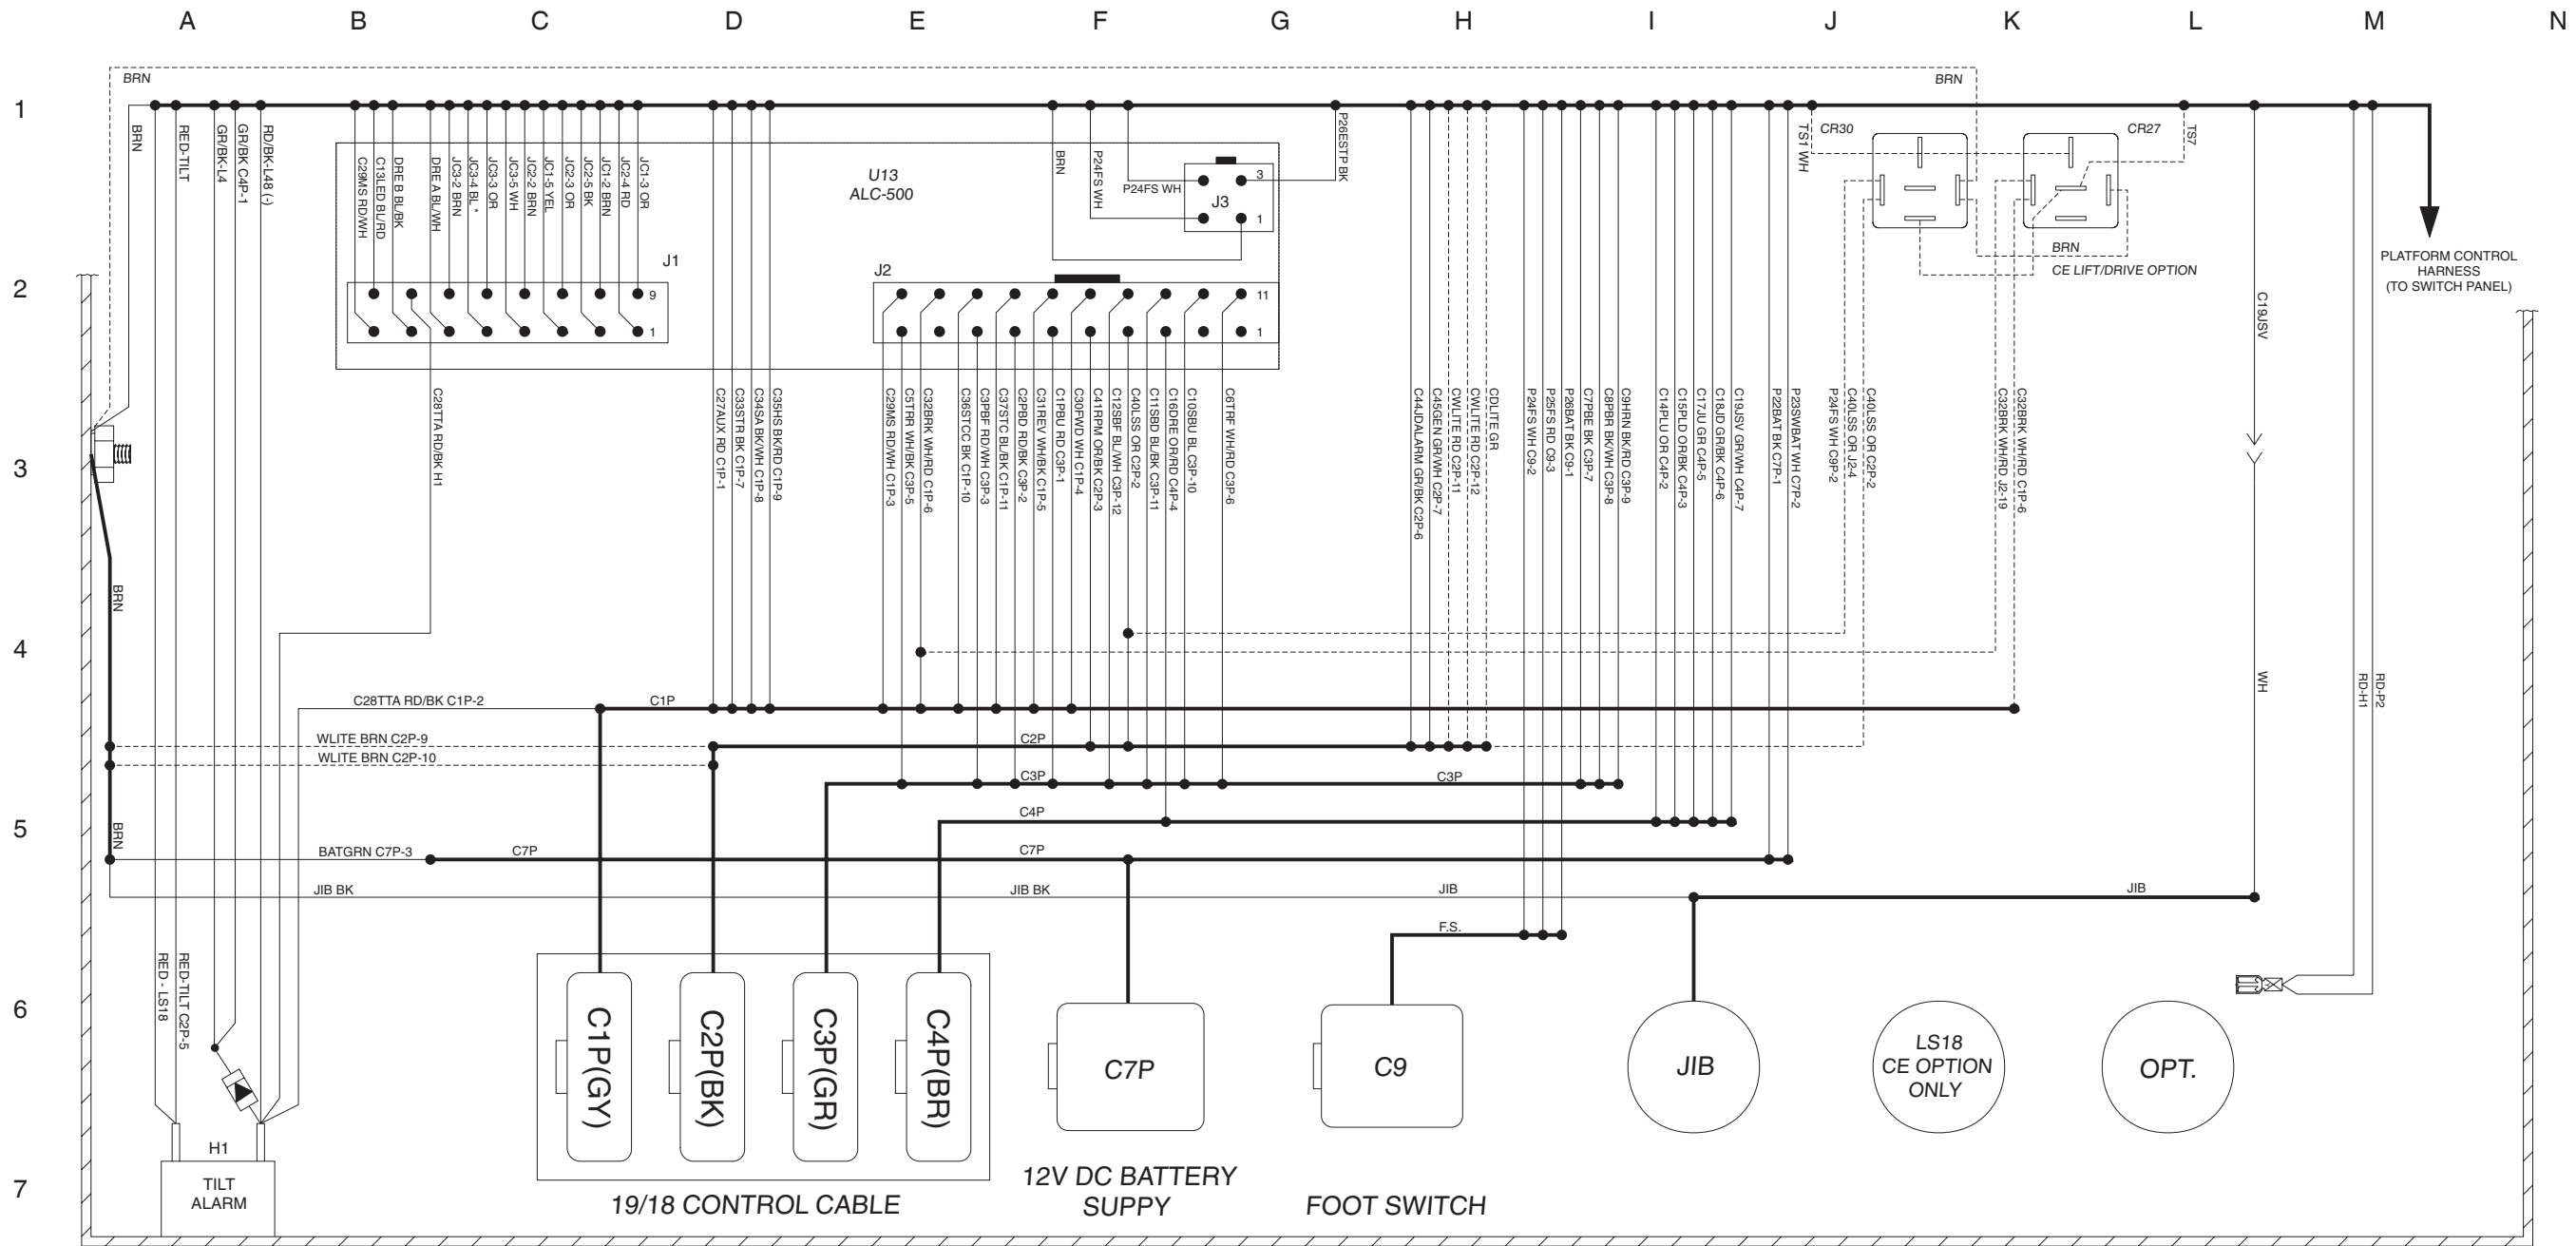 A B C D E F G H I J K L M N
1
2
3
4
5
6
7
BRN
BRN
BRN
RED-TILT
GR/BK-L4
GR/BK C4P-1
RD/BK-L48 (-)
C29MS RD/WH
C13LED BL/RD
DRE B BL/BK
DRE A BL/WH
JC3-2 BRN
JC3-4 BL *
JC3-3 OR
JC3-5 WH
JC2-2 BRN
JC1-5 YEL
JC2-3 OR
JC2-5 BK
JC1-2 BRN
JC2-4 RD
JC1-3 OR
U13
ALC-500
BRN
P24FS WH
P24FS WH
P26ESTP BK
J3
3
1
J1
9
1
J2
11
1
TS1 WH
CR30
CR27
TS7
BRN
CE LIFT/DRIVE OPTION
PLATFORM CONTROL
HARNESS
(TO SWITCH PANEL)
C19JSV
C28TTA RD/BK H1
C27AUX RD C1P-1
C33STR BK C1P-7
C34SA BK/WH C1P-8
C35HS BK/RD C1P-9
C29MS RD/WH C1P-3
C5TRR WH/BK C3P-5
C32BRK WH/RD C1P-6
C36STCC BK C1P-10
C3PBF RD/WH C3P-3
C37STC BL/BK C1P-11
C2PBD RD/BK C3P-2
C31REV WH/BK C1P-5
C1PBU RD C3P-1
C30FWD WH C1P-4
C41RPM OR/BK C2P-3
C12SBF BL/WH C3P-12
C40LSS OR C2P-2
C11SBD BL/BK C3P-11
C16DRE OR/RD C4P-4
C10SBU BL C3P-10
C6TRF WH/RD C3P-6
C44JDALARM GR/BK C2P-6
C45GEN GR/WH C2P-7
CWLITE RD C2P-11
CWLITE RD C2P-12
CDLITE GR
P24FS WH C9-2
P25FS RD C9-3
P26BAT BK C9-1
C7PBE BK C3P-7
C8PBR BK/WH C3P-8
C9HRN BK/RD C3P-9
C14PLU OR C4P-2
C15PLD OR/BK C4P-3
C17JU GR C4P-5
C18JD GR/BK C4P-6
C19JSV GR/WH C4P-7
P22BAT BK C7P-1
P23SWBAT WH C7P-2
P24FS WH C9P-2
C40LSS OR J2-4
C40LSS OR C2P-2
C32BRK WH/RD J2-19
C32BRK WH/RD C1P-6
BRN
WH
RD-H1
RD-P2
C28TTA RD/BK C1P-2
C1P
WLITE BRN C2P-9
C2P
WLITE BRN C2P-10
C3P
C3P
C4P
BRN
BATGRN C7P-3
C7P
C7P
JIB BK
JIB BK
JIB
JIB
F.S.
RED - LS18
RED-TILT C2P-5
H1
TILT
ALARM
C1P(GY)
C2P(BK)
C3P(GR)
C4P(BR)
19/18 CONTROL CABLE
C7P
12V DC BATTERY
SUPPLY
C9
FOOT SWITCH
JIB
LS18
CE OPTION
ONLY
OPT.